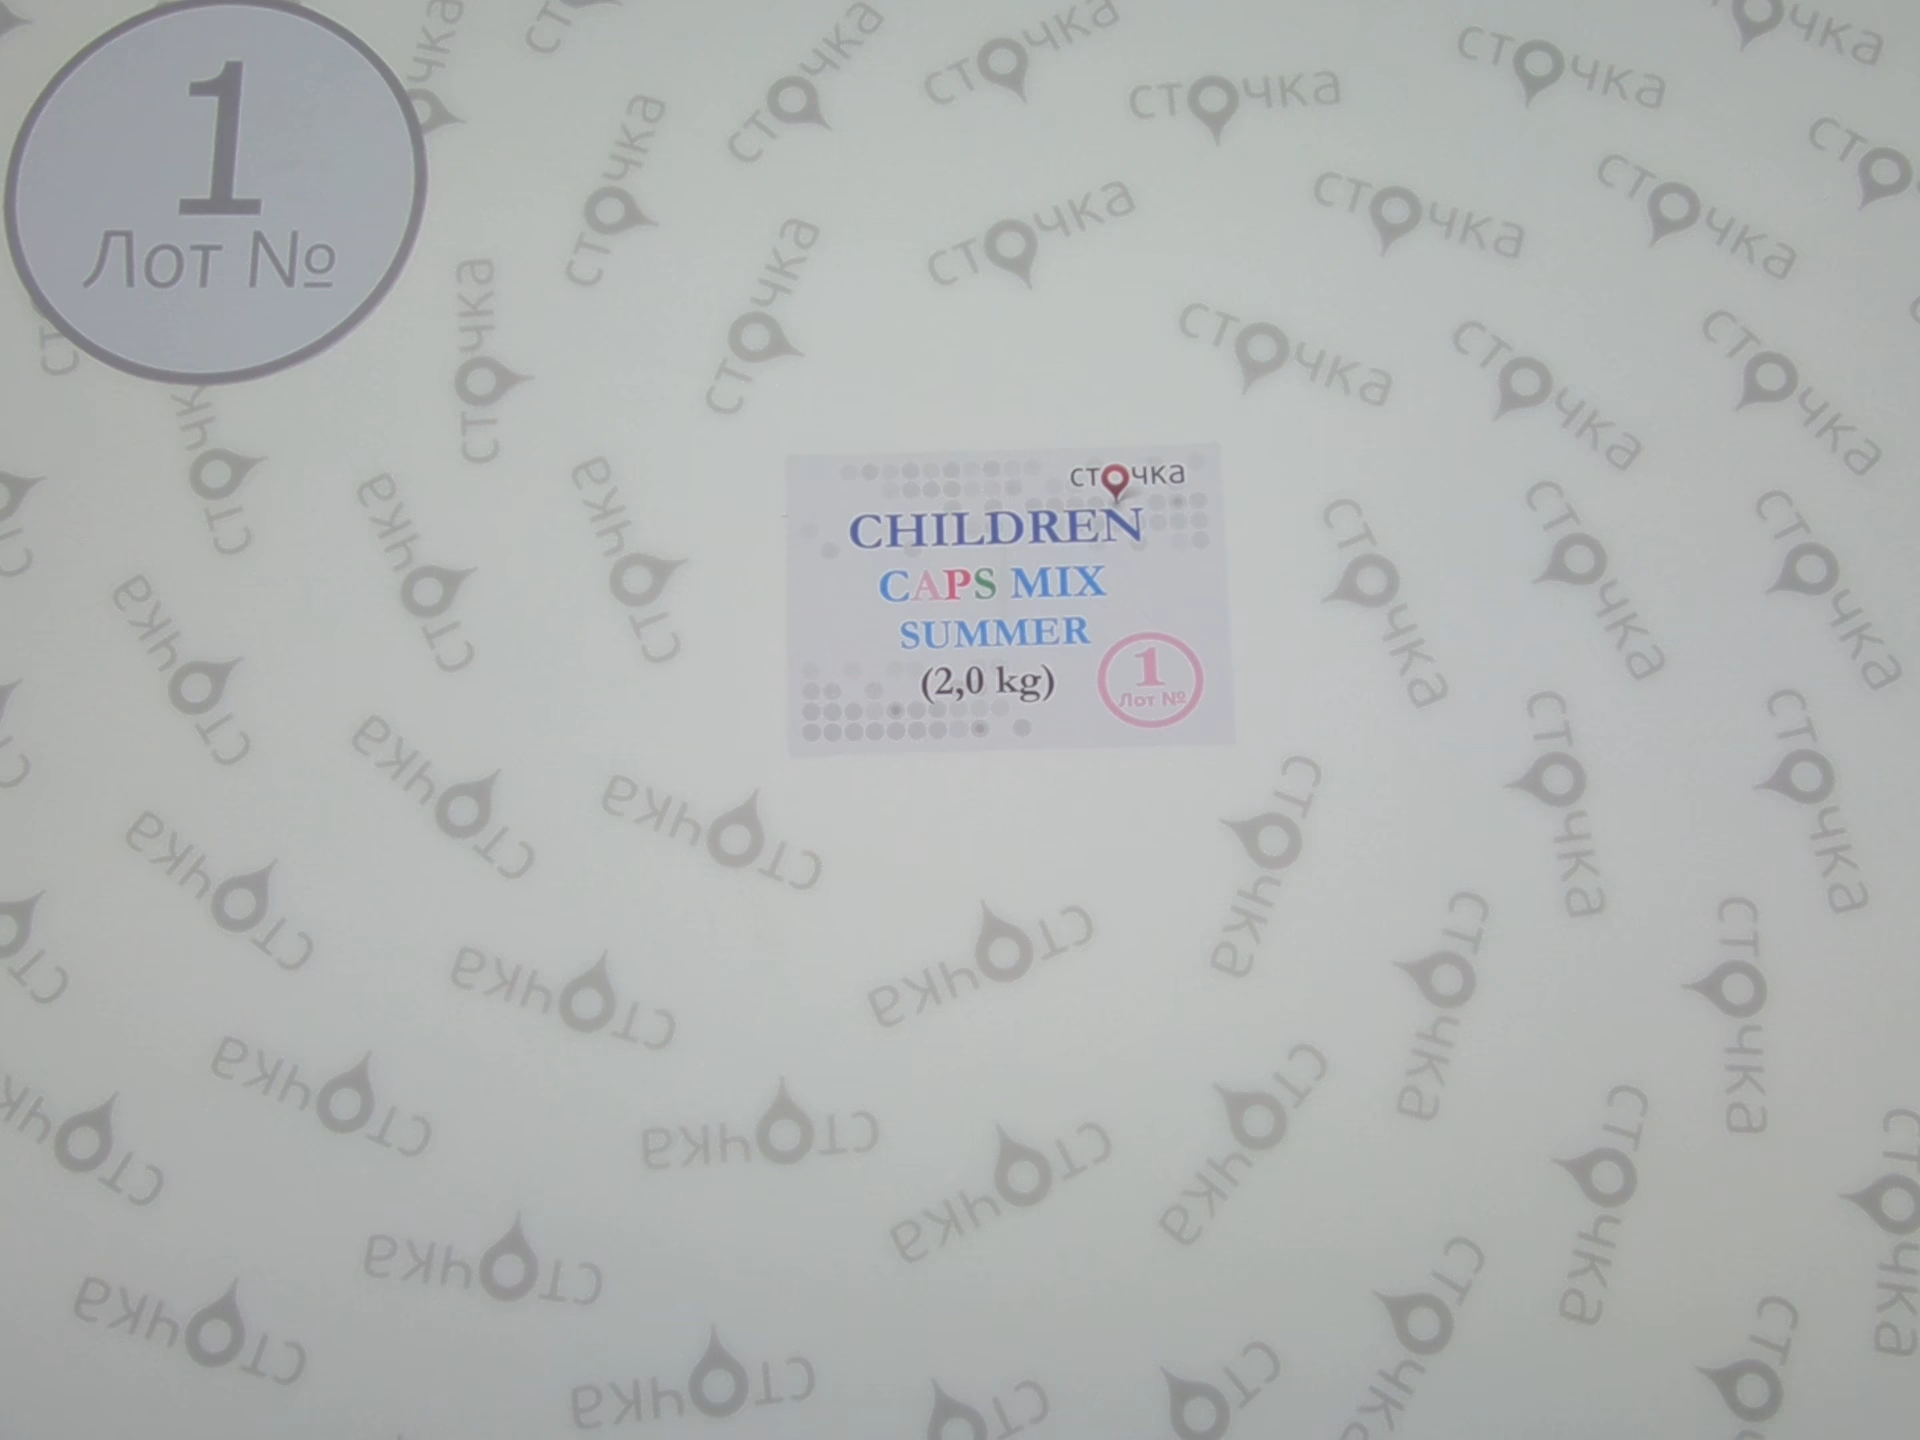 1
Лот №
сточка
CHILDREN
CAPS MIX
SUMMER
(2,0 kg)
1
Лот №